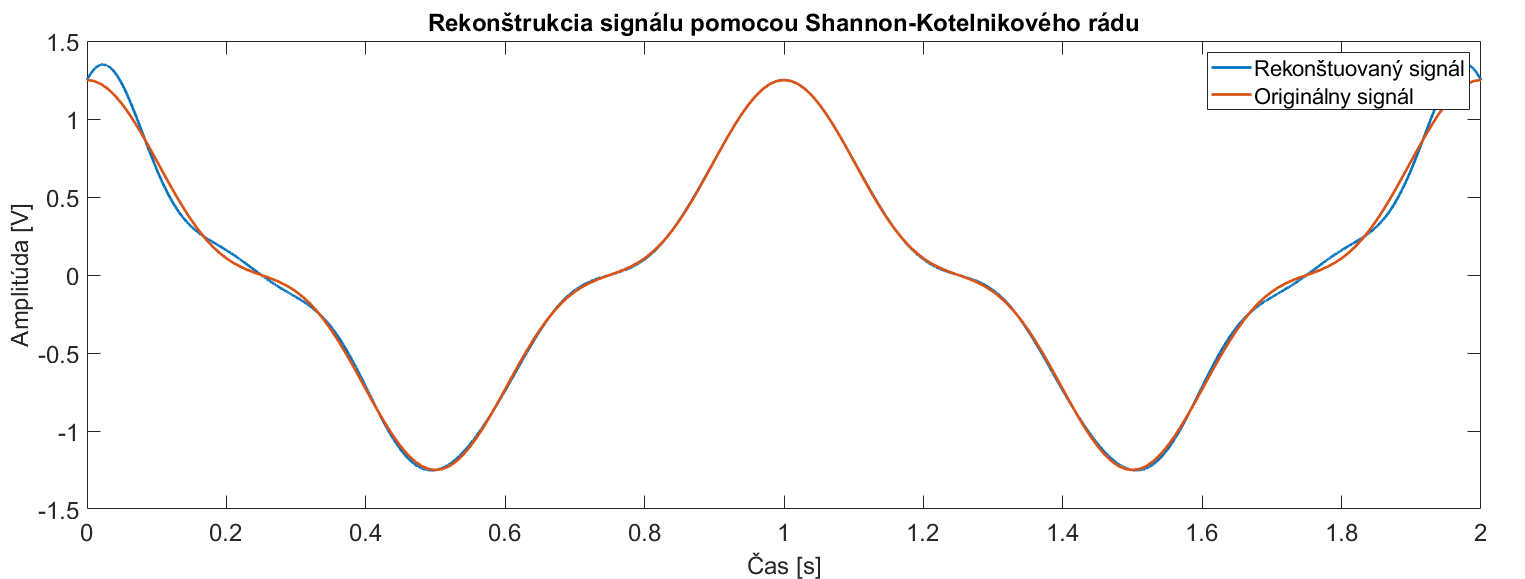 Rekonštrukcia signálu pomocou Shannon-Kotelnikového rádu
Rekonštuovaný signál
Originálny signál
Amplitúda [V]
1.5
1
0.5
0
-0.5
-1
-1.5
0 0.2 0.4 0.6 0.8 1 1.2 1.4 1.6 1.8 2
Čas [s]